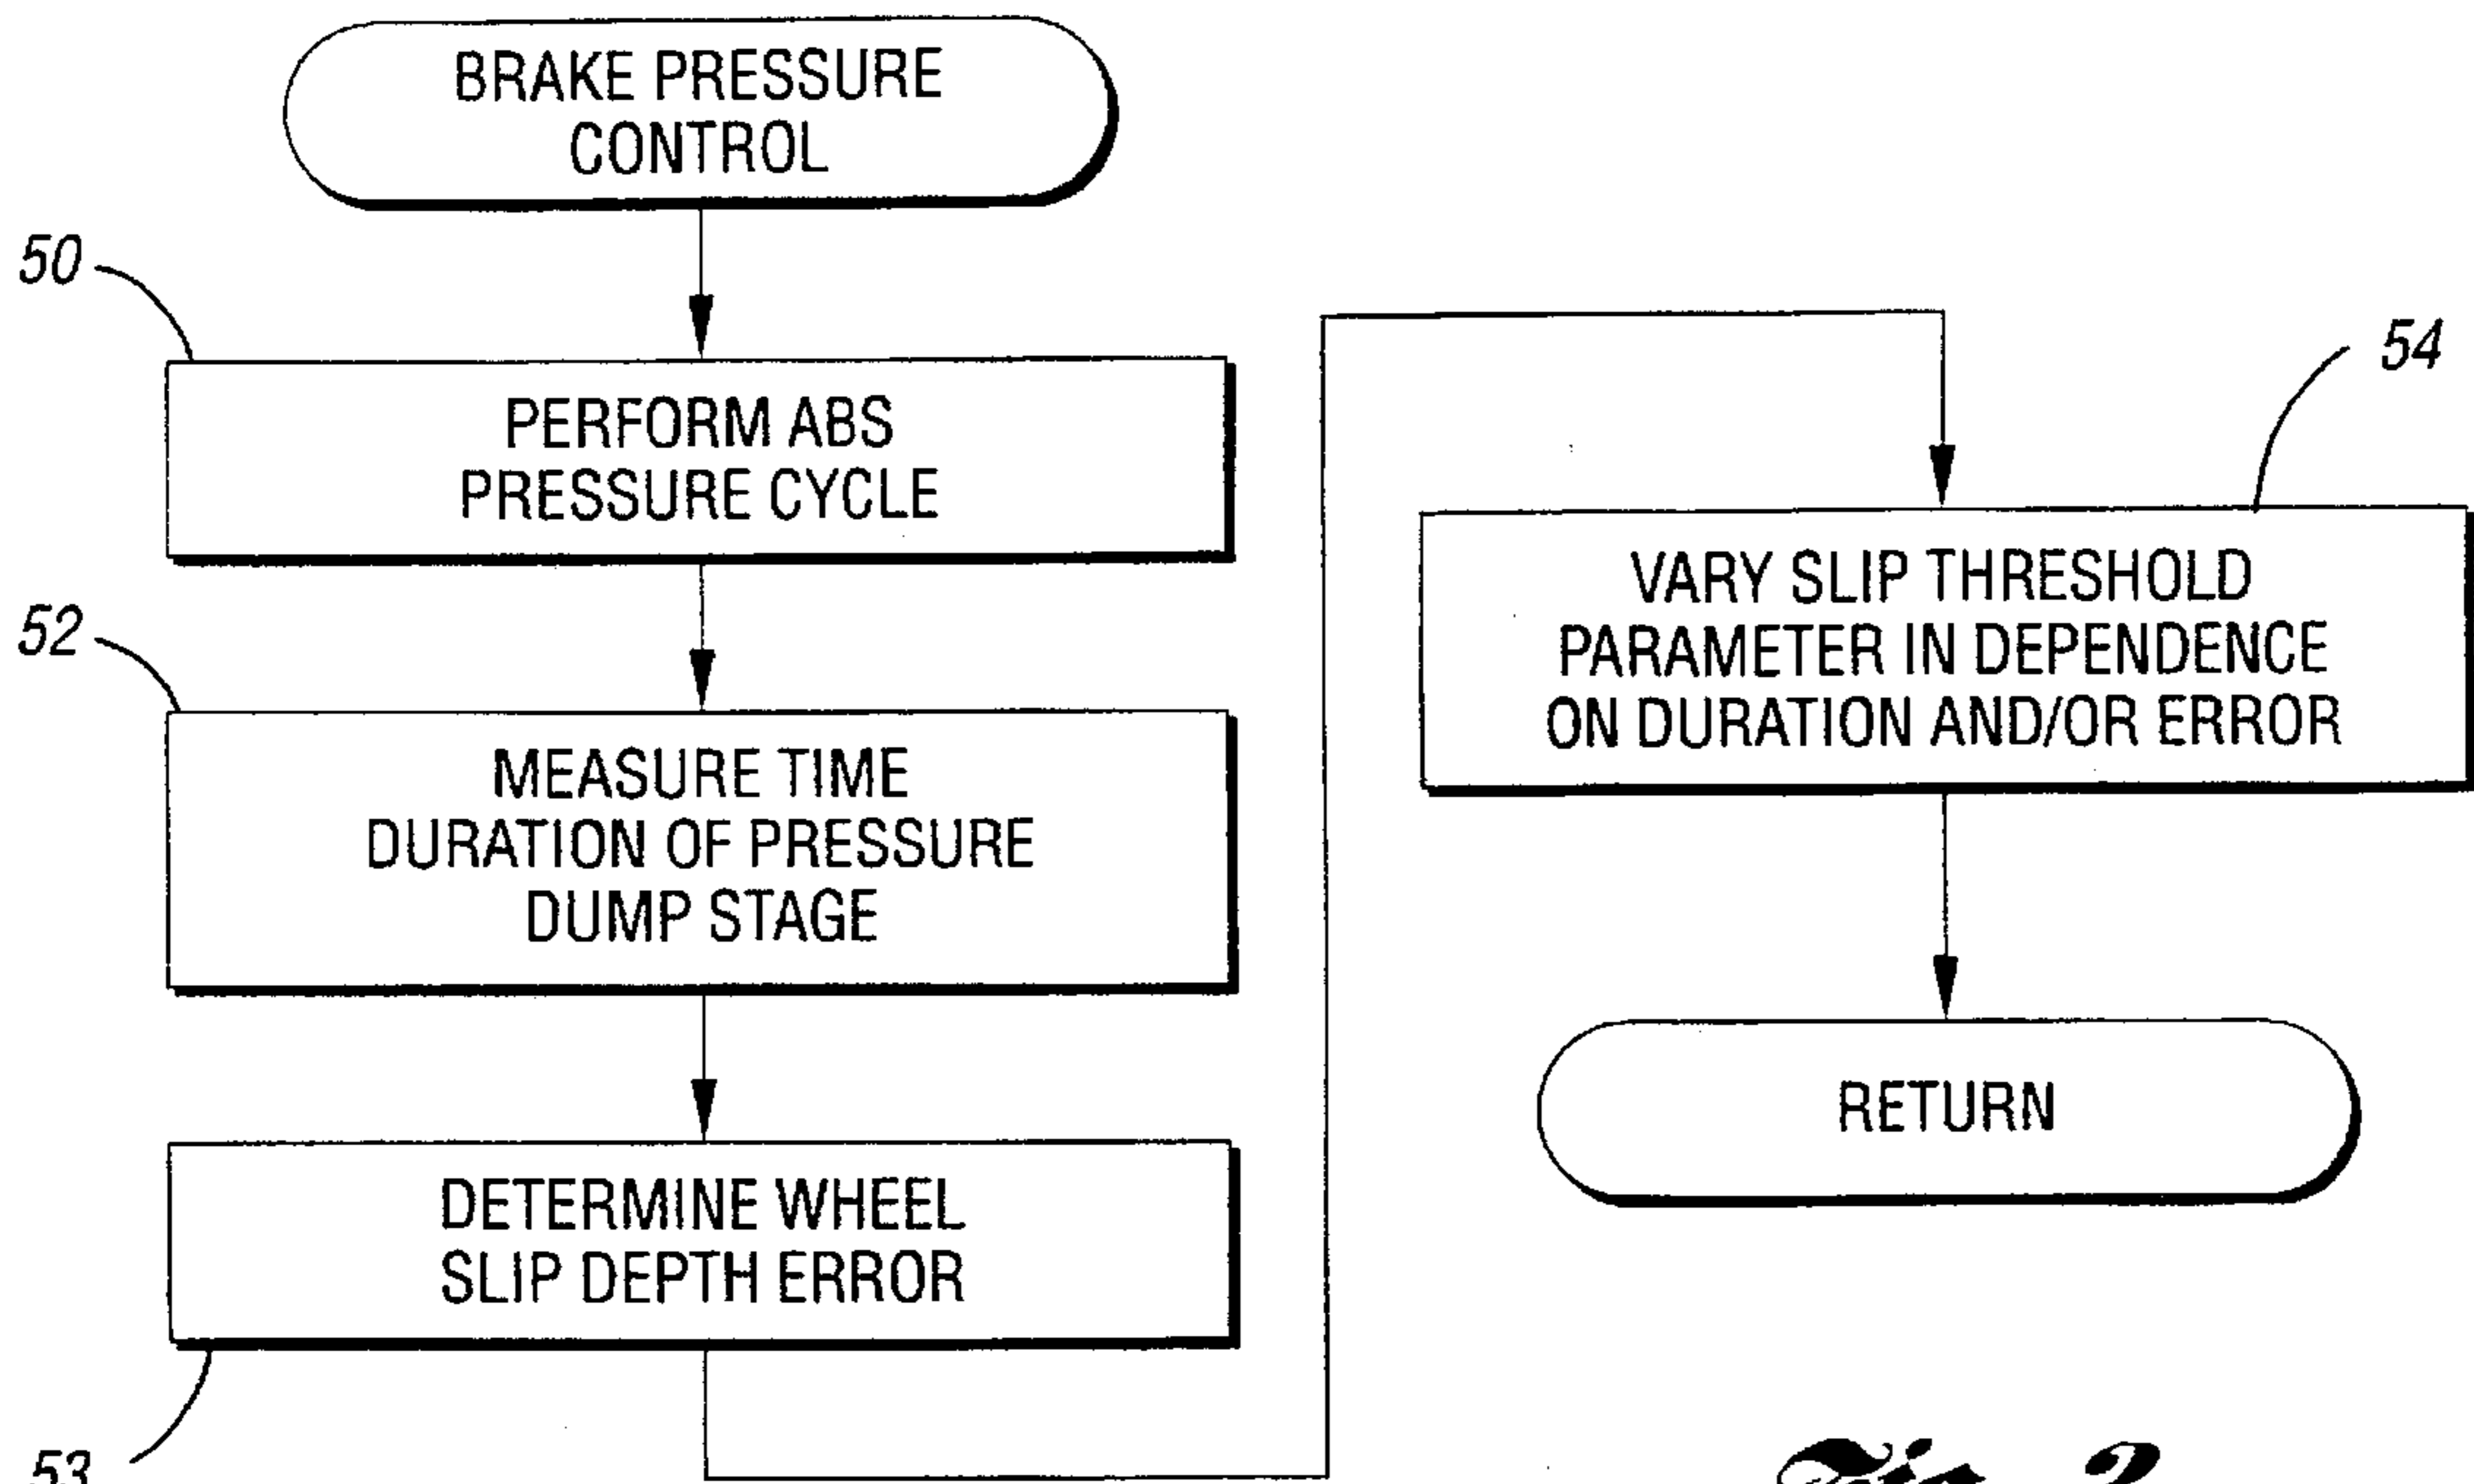 BRAKE PRESSURE
CONTROL
50
PERFORM ABS
PRESSURE CYCLE
52
MEASURE TIME
DURATION OF PRESSURE
DUMP STAGE
DETERMINE WHEEL
SLIP DEPTH ERROR
53
54
VARY SLIP THRESHOLD
PARAMETER IN DEPENDENCE
ON DURATION AND/OR ERROR
RETURN